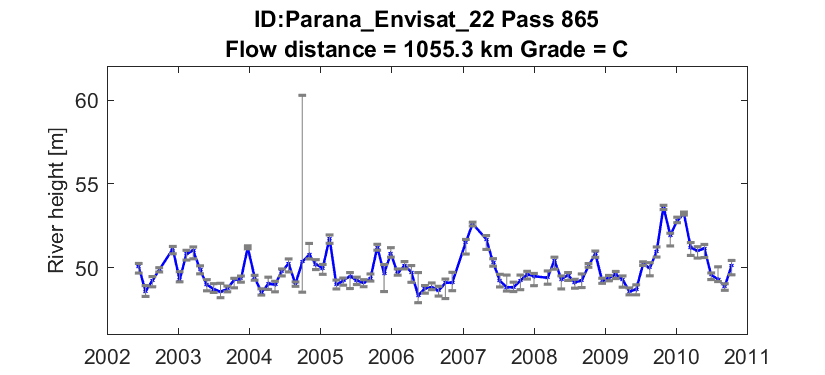 ID:Parana_Envisat_22 Pass 865
Flow distance = 1055.3 km Grade = C
60
55
50
River height [m]
2002 2003 2004 2005 2006 2007 2008 2009 2010 2011